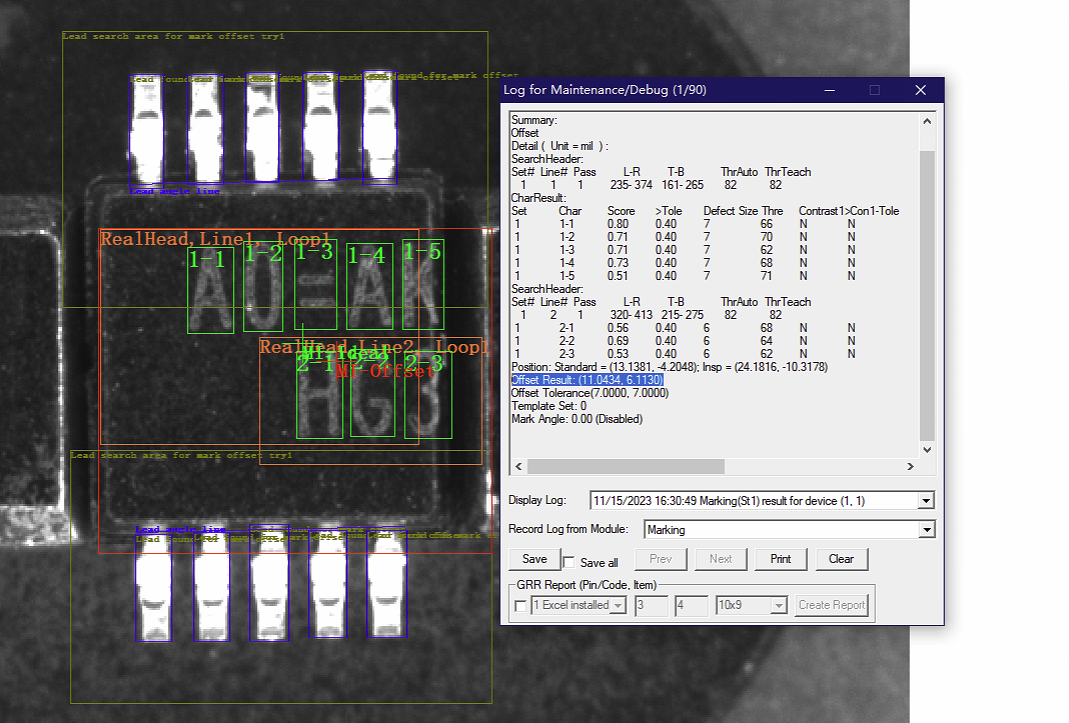 Lead search area for mark offset try1
Lead angle line
RealHead,Line1, Loop1
1-1 1-2 1-3 1-4 1-5
A U = A K
RealHead,Line2, Loop1
MI-Ideal
MI-Offset
2-1 2-2 2-3
H G 3
Lead search area for mark offset try1
Lead angle line
Log for Maintenance/Debug (1/90)
Summary:
Offset
Detail ( Unit = mil ) :
SearchHeader:
Set# Line# Pass L-R T-B ThrAuto ThrTeach
1 1 1 235- 374 161- 265 82 82
CharResult:
Set Char Score >Tole Defect Size Thre Contrast1>Con1-Tole
1 1-1 0.80 0.40 7 66 N N
1 1-2 0.71 0.40 7 70 N N
1 1-3 0.71 0.40 7 62 N N
1 1-4 0.73 0.40 7 68 N N
1 1-5 0.51 0.40 7 71 N N
SearchHeader:
Set# Line# Pass L-R T-B ThrAuto ThrTeach
1 2 1 320- 413 215- 275 82 82
1 2-1 0.56 0.40 6 68 N N
1 2-2 0.69 0.40 6 64 N N
1 2-3 0.53 0.40 6 62 N N
Position: Standard = (13.1381, -4.2048); Insp = (24.1816, -10.3178)
Offset Result: (11.0434, 6.1130)
Offset Tolerance(7.0000, 7.0000)
Template Set: 0
Mark Angle: 0.00 (Disabled)
Display Log: 11/15/2023 16:30:49 Marking(St1) result for device (1, 1)
Record Log from Module: Marking
Save Save all Prev Next Print Clear
GRR Report (Pin/Code, Item)
1 Excel installed 3 4 10x9 Create Report